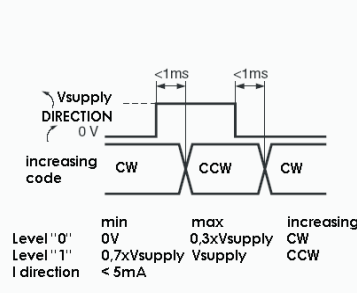 <1ms <1ms
Vsupply
DIRECTION
0 V
increasing
code
CW CCW CW
min max increasing
Level "0" 0V 0,3xVsupply CW
Level "1" 0,7xVsupply Vsupply CCW
I direction < 5mA